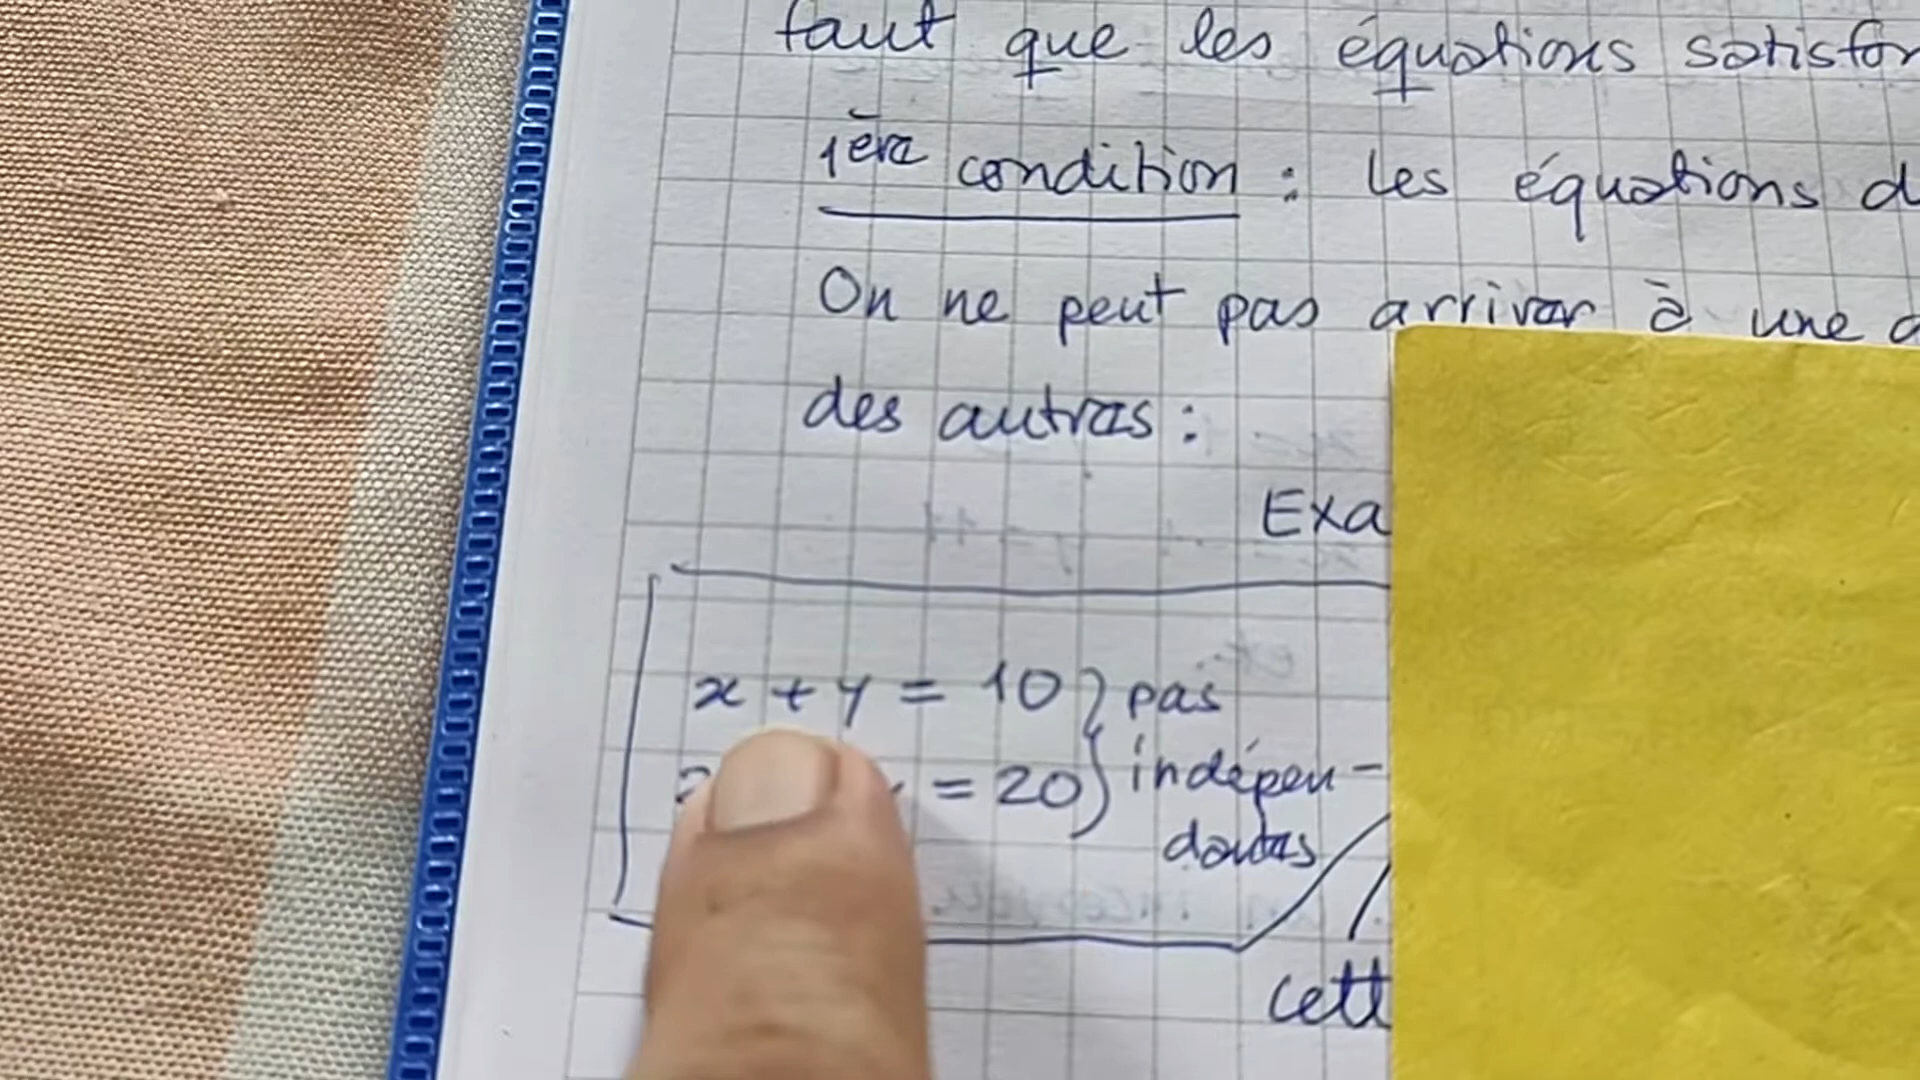 faut que les équations satisfon
1ère condition : Les équations d
On ne peut pas arriver à une d
des autres :
Exa
x + y = 10 } pas
= 20 } indépen-
dantes
cett